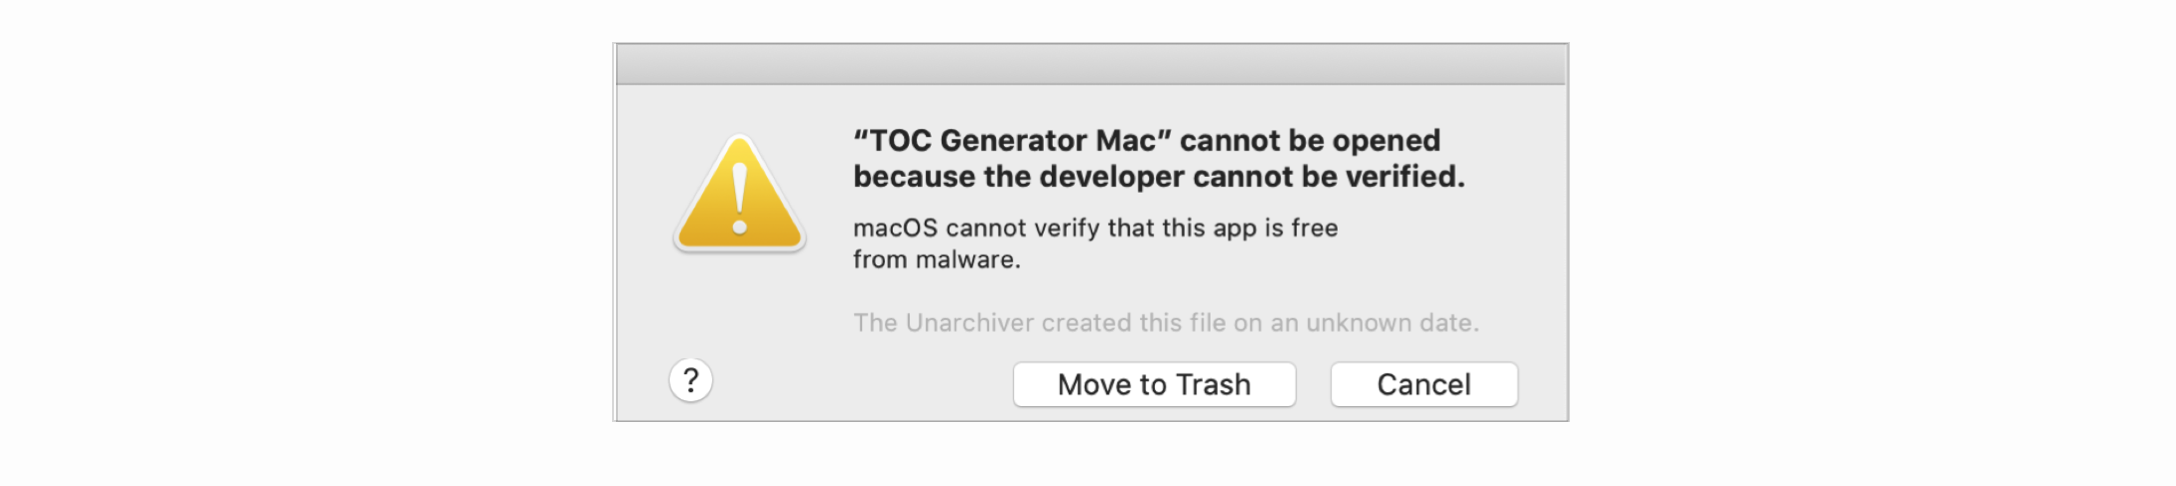 “TOC Generator Mac” cannot be opened
because the developer cannot be verified.
macOS cannot verify that this app is free
from malware.
The Unarchiver created this file on an unknown date.
?
Move to Trash
Cancel